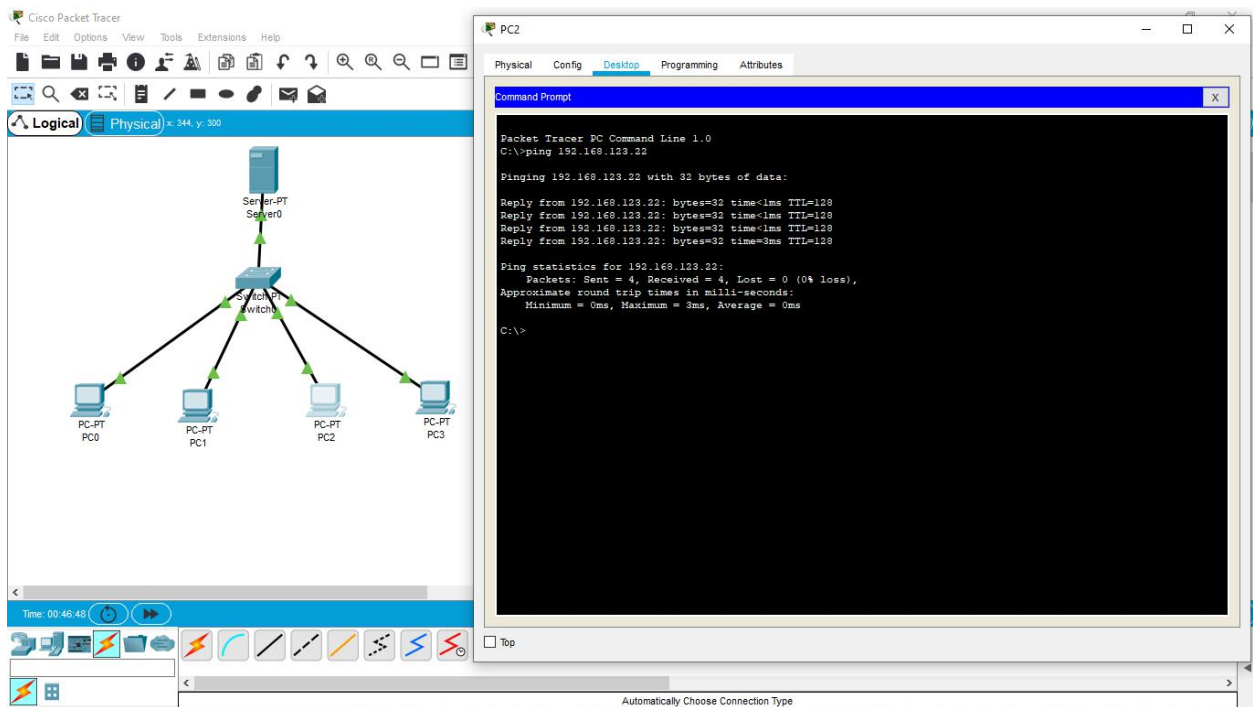 Cisco Packet Tracer
File Edit Options View Tools Extensions Help
Logical Physical x: 344, y: 300
Server-PT
Server0
Switch-PT
Switch0
PC-PT
PC0
PC-PT
PC1
PC-PT
PC2
PC-PT
PC3
Time: 00:46:48
PC2
Physical Config Desktop Programming Attributes
Command Prompt
X
Packet Tracer PC Command Line 1.0
C:\>ping 192.168.123.22
Pinging 192.168.123.22 with 32 bytes of data:
Reply from 192.168.123.22: bytes=32 time<1ms TTL=128
Reply from 192.168.123.22: bytes=32 time<1ms TTL=128
Reply from 192.168.123.22: bytes=32 time<1ms TTL=128
Reply from 192.168.123.22: bytes=32 time=3ms TTL=128
Ping statistics for 192.168.123.22:
Packets: Sent = 4, Received = 4, Lost = 0 (0% loss),
Approximate round trip times in milli-seconds:
Minimum = 0ms, Maximum = 3ms, Average = 0ms
C:\>
Top
Automatically Choose Connection Type